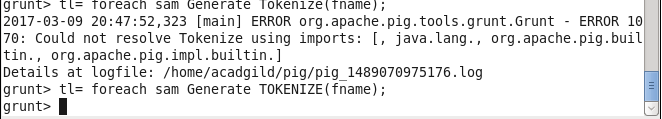 grunt> tl= foreach sam Generate Tokenize(fname);
2017-03-09 20:47:52,323 [main] ERROR org.apache.pig.tools.grunt.Grunt - ERROR 10
70: Could not resolve Tokenize using imports: [, java.lang., org.apache.pig.buil
tin., org.apache.pig.impl.builtin.]
Details at logfile: /home/acadgild/pig/pig_1489070975176.log
grunt> tl= foreach sam Generate TOKENIZE(fname);
grunt>